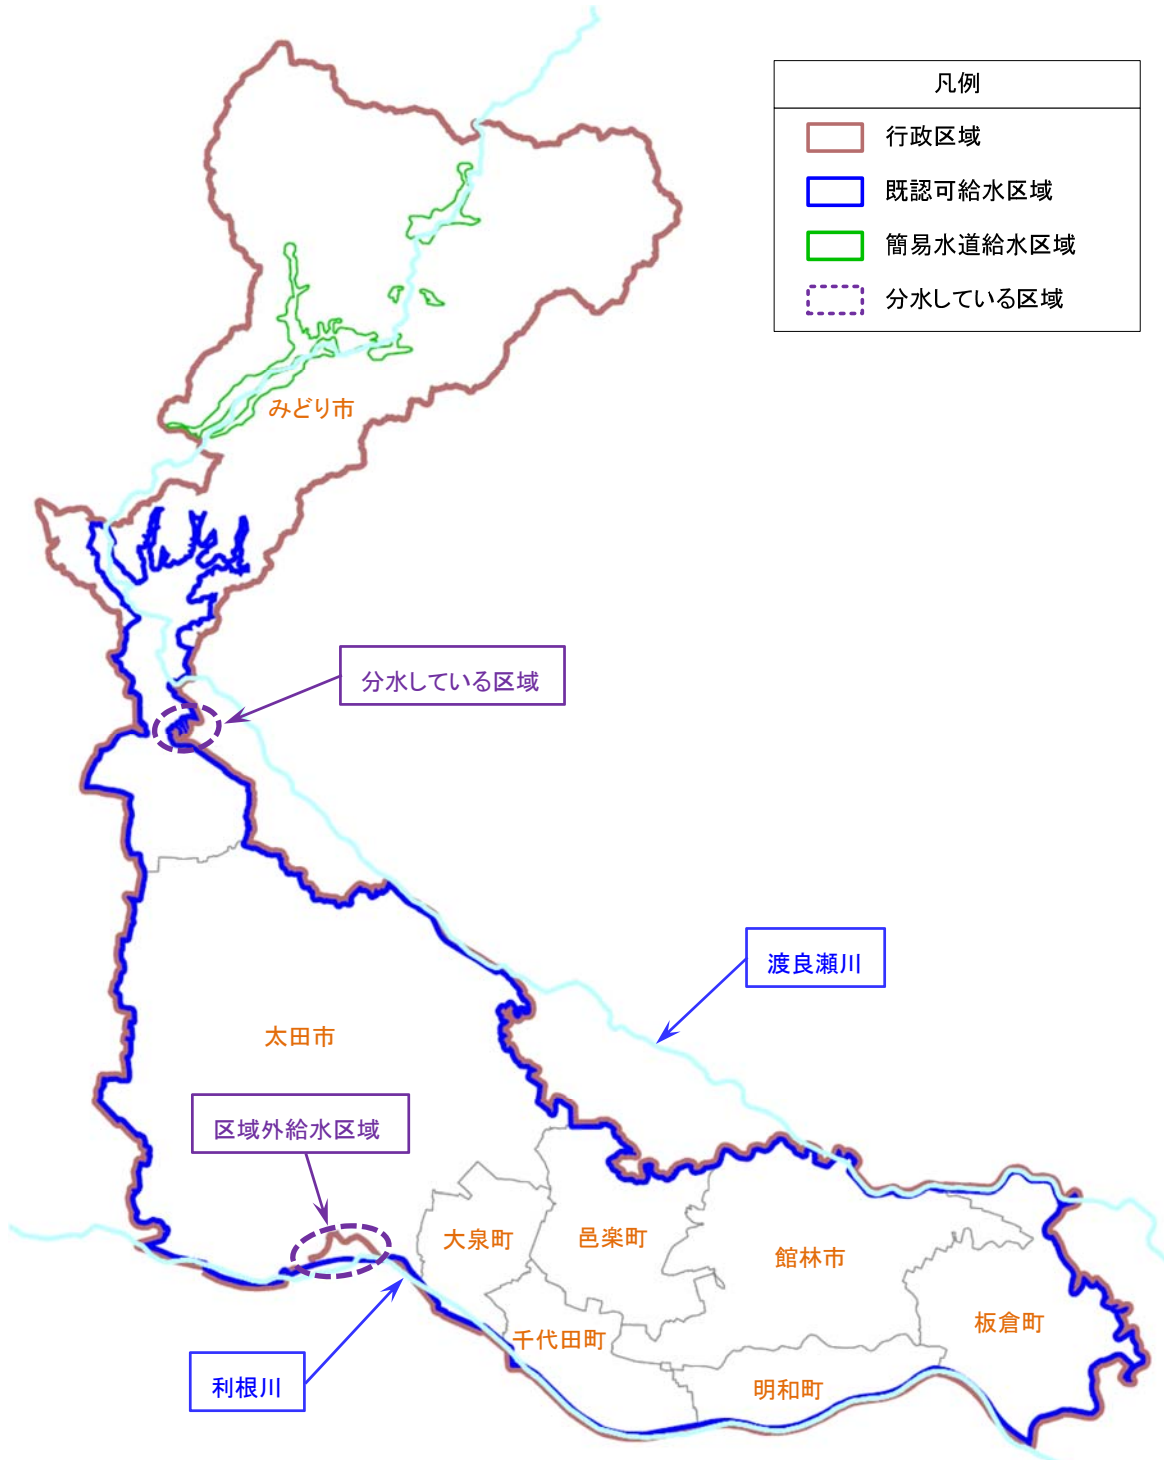 凡例
行政区域
既認可給水区域
簡易水道給水区域
分水している区域
みどり市
分水している区域
渡良瀬川
太田市
区域外給水区域
大泉町
邑楽町
館林市
板倉町
千代田町
明和町
利根川